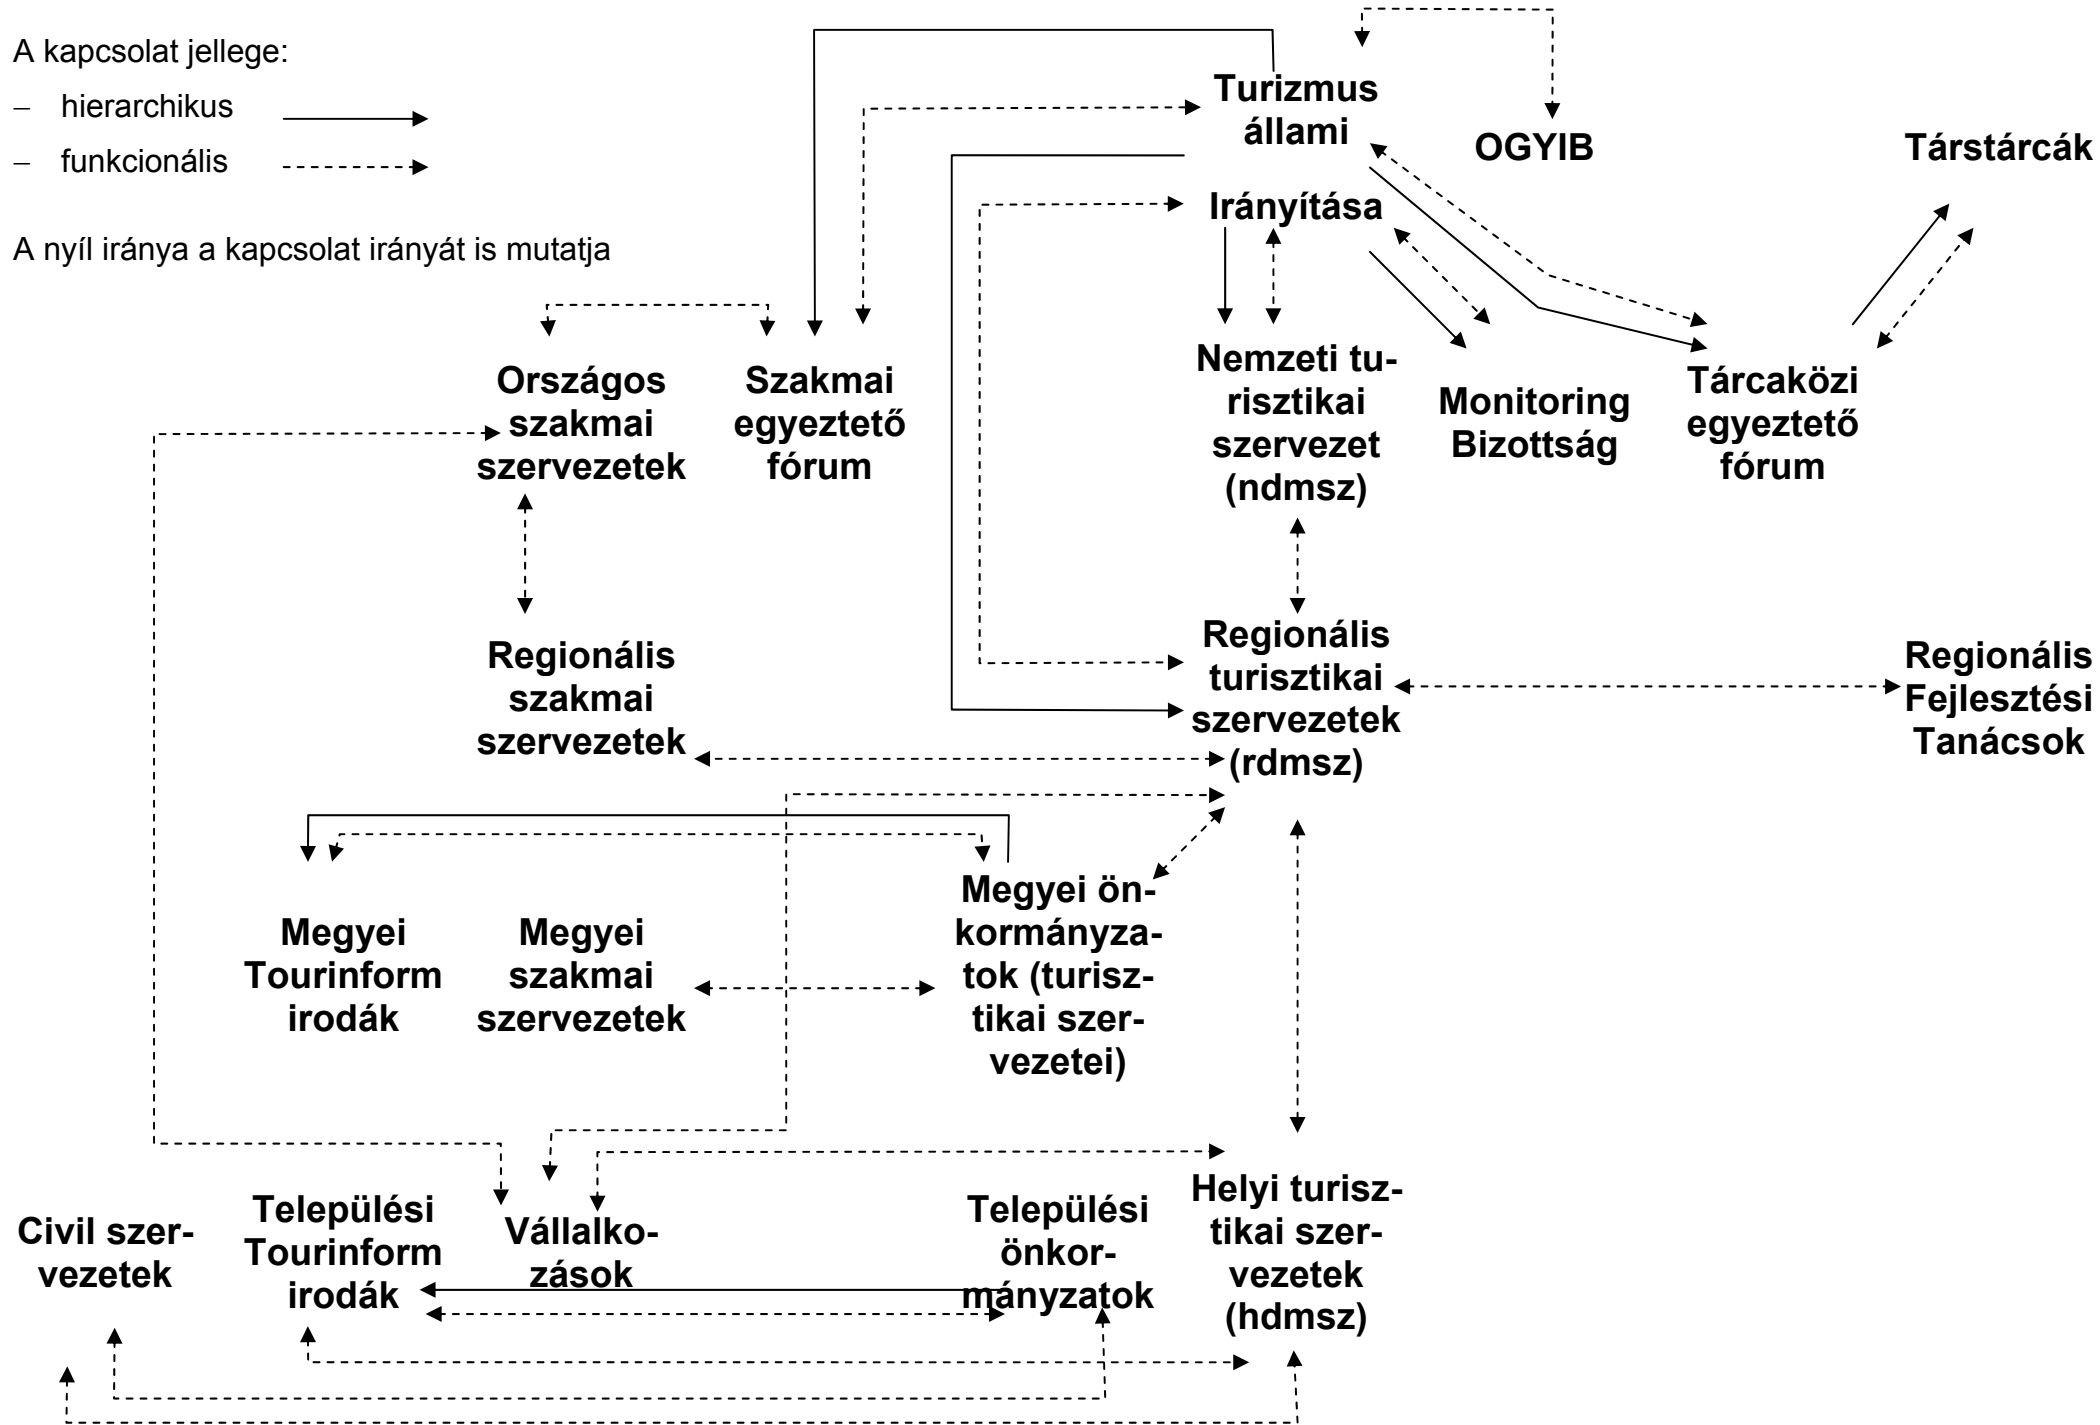 A kapcsolat jellege:
– hierarchikus
– funkcionális
A nyíl iránya a kapcsolat irányát is mutatja
Turizmus
állami
Irányítása
OGYIB
Társtárcák
Országos
szakmai
szervezetek
Szakmai
egyeztető
fórum
Nemzeti tu-
risztikai
szervezet
(ndmsz)
Monitoring
Bizottság
Tárcaközi
egyeztető
fórum
Regionális
szakmai
szervezetek
Regionális
turisztikai
szervezetek
(rdmsz)
Regionális
Fejlesztési
Tanácsok
Megyei
Tourinform
irodák
Megyei
szakmai
szervezetek
Megyei ön-
kormányza-
tok (turisz-
tikai szer-
vezetei)
Civil szer-
vezetek
Települési
Tourinform
irodák
Vállalko-
zások
Települési
önkor-
mányzatok
Helyi turisz-
tikai szer-
vezetek
(hdmsz)